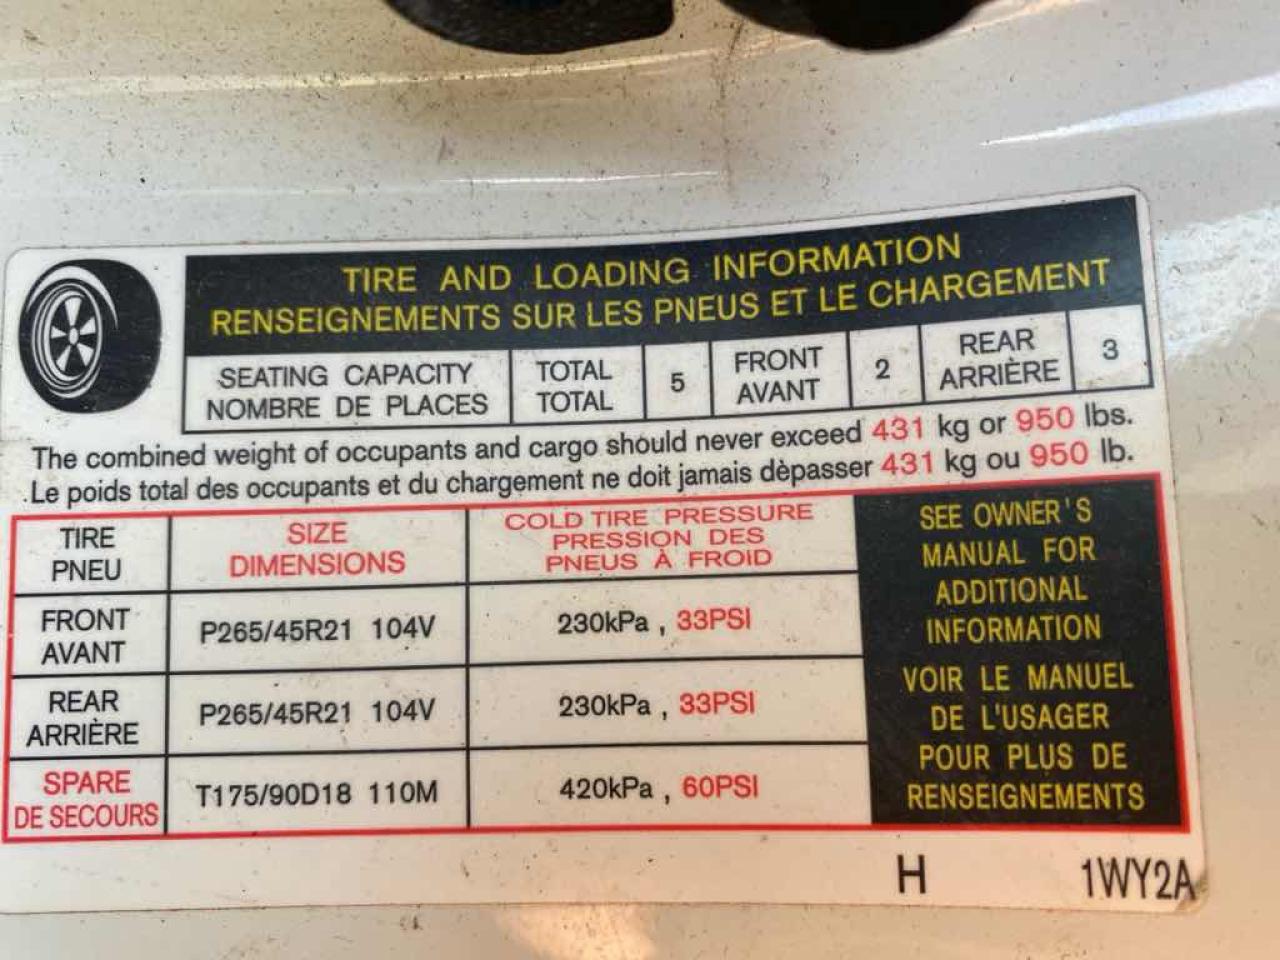 TIRE AND LOADING INFORMATION
RENSEIGNEMENTS SUR LES PNEUS ET LE CHARGEMENT
SEATING CAPACITY
NOMBRE DE PLACES
TOTAL
TOTAL
5
FRONT
AVANT
2
REAR
ARRIÈRE
3
The combined weight of occupants and cargo should never exceed 431 kg or 950 lbs.
Le poids total des occupants et du chargement ne doit jamais dèpasser 431 kg ou 950 lb.
TIRE
PNEU
SIZE
DIMENSIONS
COLD TIRE PRESSURE
PRESSION DES
PNEUS À FROID
FRONT
AVANT
P265/45R21 104V
230kPa , 33PSI
REAR
ARRIÈRE
P265/45R21 104V
230kPa , 33PSI
SPARE
DE SECOURS
T175/90D18 110M
420kPa , 60PSI
SEE OWNER'S
MANUAL FOR
ADDITIONAL
INFORMATION
VOIR LE MANUEL
DE L'USAGER
POUR PLUS DE
RENSEIGNEMENTS
H 1WY2A